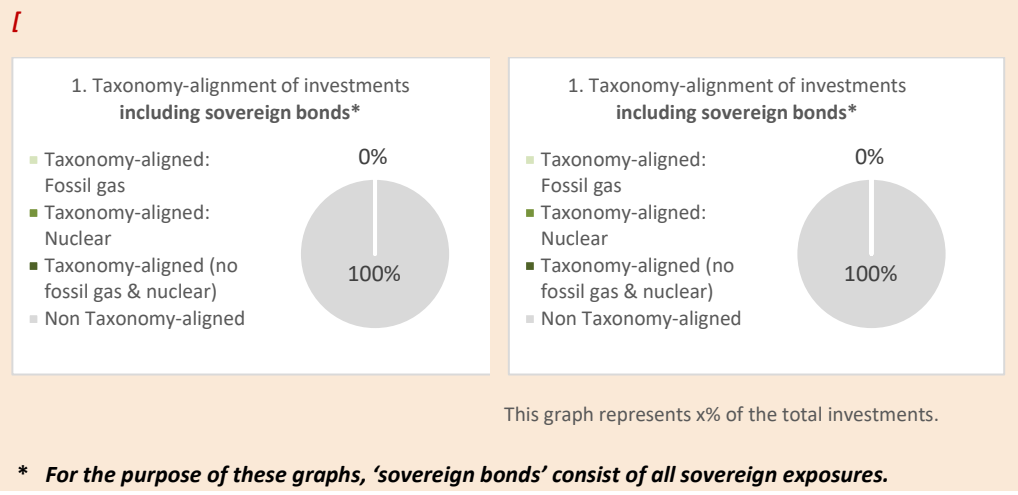 [
1. Taxonomy-alignment of investments
including sovereign bonds*
Taxonomy-aligned:
Fossil gas
Taxonomy-aligned:
Nuclear
Taxonomy-aligned (no
fossil gas & nuclear)
Non Taxonomy-aligned
0%
100%
1. Taxonomy-alignment of investments
including sovereign bonds*
Taxonomy-aligned:
Fossil gas
Taxonomy-aligned:
Nuclear
Taxonomy-aligned (no
fossil gas & nuclear)
Non Taxonomy-aligned
0%
100%
This graph represents x% of the total investments.
* For the purpose of these graphs, ‘sovereign bonds’ consist of all sovereign exposures.